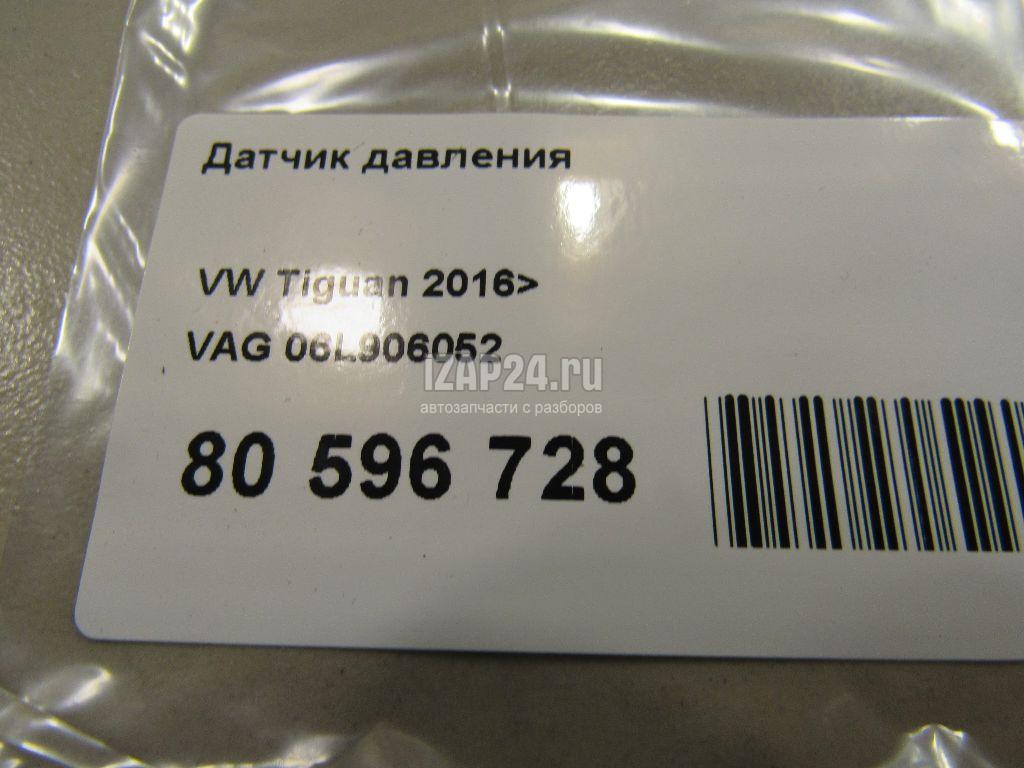 Датчик давления
VW Tiguan 2016>
VAG 06L906052
IZAP24.ru
автозапчасти с разборов
80 596 728